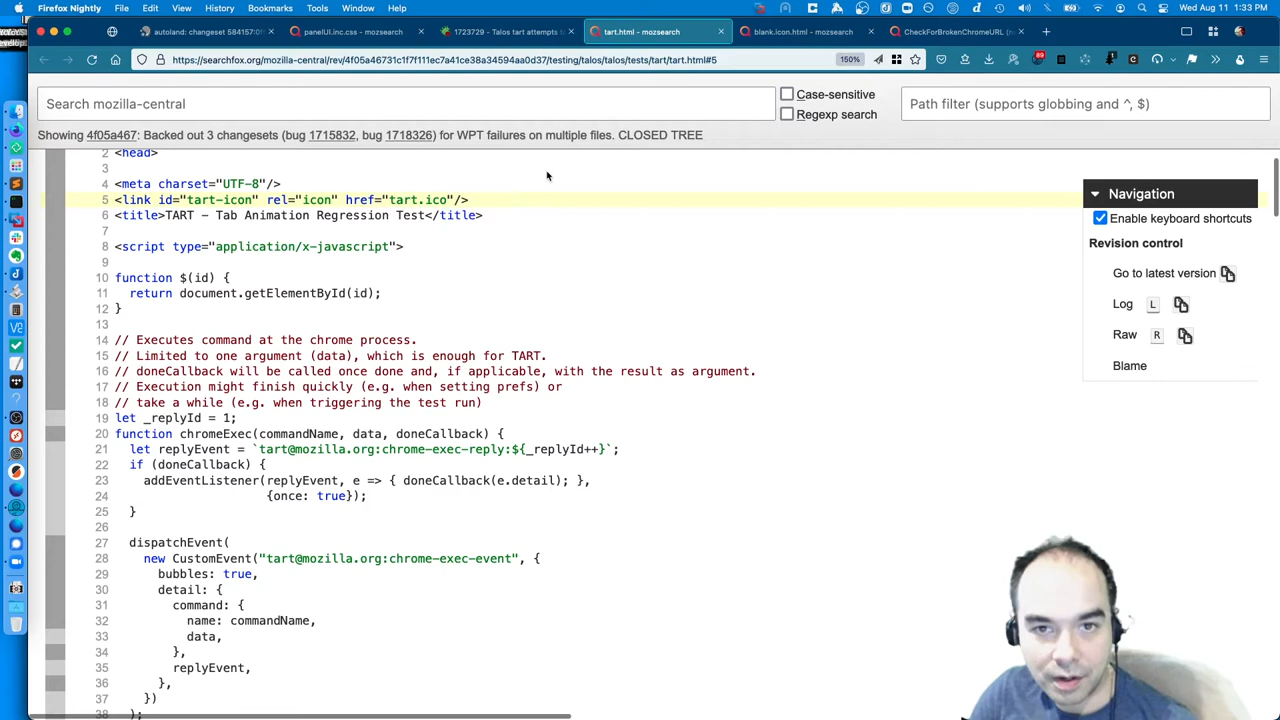 Firefox Nightly File Edit View History Bookmarks Tools Window Help
Wed Aug 11 1:33 PM
autoland: changeset 584157:0f
panelUI.inc.css - mozsearch
1723729 - Talos tart attempts to
tart.html - mozsearch
blank.icon.html - mozsearch
CheckForBrokenChromeURL (ne
https://searchfox.org/mozilla-central/rev/4f05a46731c1f7f111ec7a41ce38a34594aa0d37/testing/talos/talos/tests/tart/tart.html#5
150%
89
Search mozilla-central
Case-sensitive
Regexp search
Path filter (supports globbing and ^, $)
Showing 4f05a467: Backed out 3 changesets (bug 1715832, bug 1718326) for WPT failures on multiple files. CLOSED TREE
2 <head>
3
4 <meta charset="UTF-8"/>
5 <link id="tart-icon" rel="icon" href="tart.ico"/>
6 <title>TART - Tab Animation Regression Test</title>
7
8 <script type="application/x-javascript">
9
10 function $(id) {
11 return document.getElementById(id);
12 }
13
14 // Executes command at the chrome process.
15 // Limited to one argument (data), which is enough for TART.
16 // doneCallback will be called once done and, if applicable, with the result as argument.
17 // Execution might finish quickly (e.g. when setting prefs) or
18 // take a while (e.g. when triggering the test run)
19 let _replyId = 1;
20 function chromeExec(commandName, data, doneCallback) {
21 let replyEvent = `tart@mozilla.org:chrome-exec-reply:${_replyId++}`;
22 if (doneCallback) {
23 addEventListener(replyEvent, e => { doneCallback(e.detail); },
24 {once: true});
25 }
26
27 dispatchEvent(
28 new CustomEvent("tart@mozilla.org:chrome-exec-event", {
29 bubbles: true,
30 detail: {
31 command: {
32 name: commandName,
33 data,
34 },
35 replyEvent,
36 },
37 })
38 );
Navigation
Enable keyboard shortcuts
Revision control
Go to latest version
Log L
Raw R
Blame